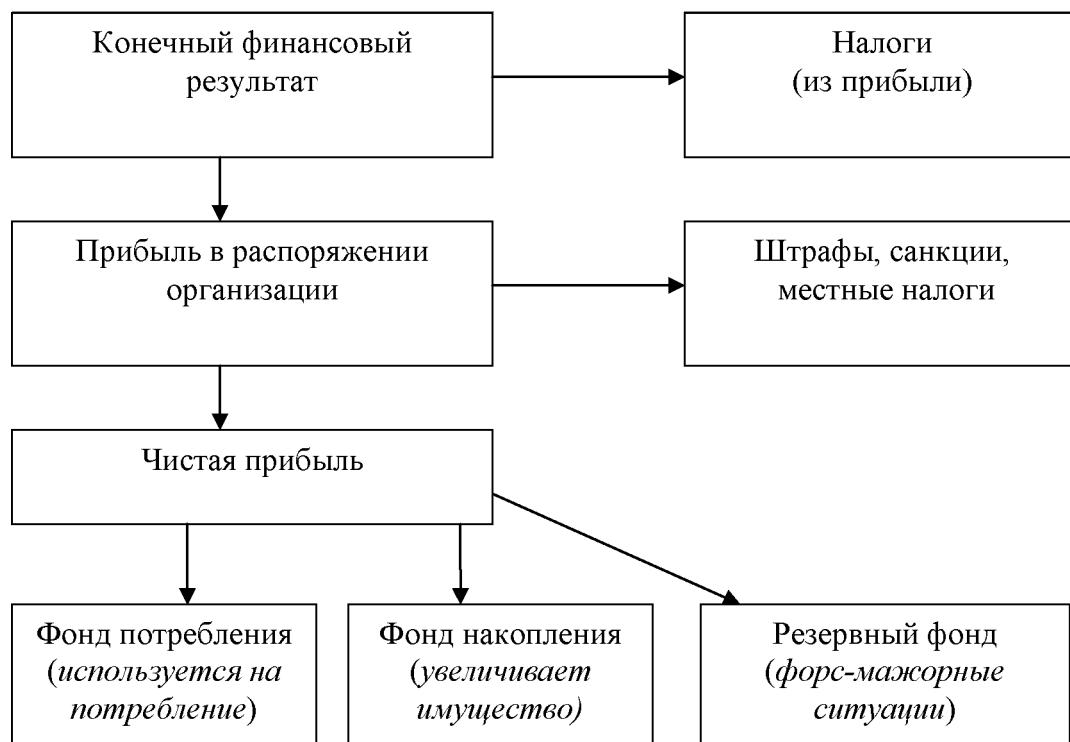 Конечный финансовый
результат
Налоги
(из прибыли)
Прибыль в распоряжении
организации
Штрафы, санкции,
местные налоги
Чистая прибыль
Фонд потребления
(используется на
потребление)
Фонд накопления
(увеличивает
имущество)
Резервный фонд
(форс-мажорные
ситуации)